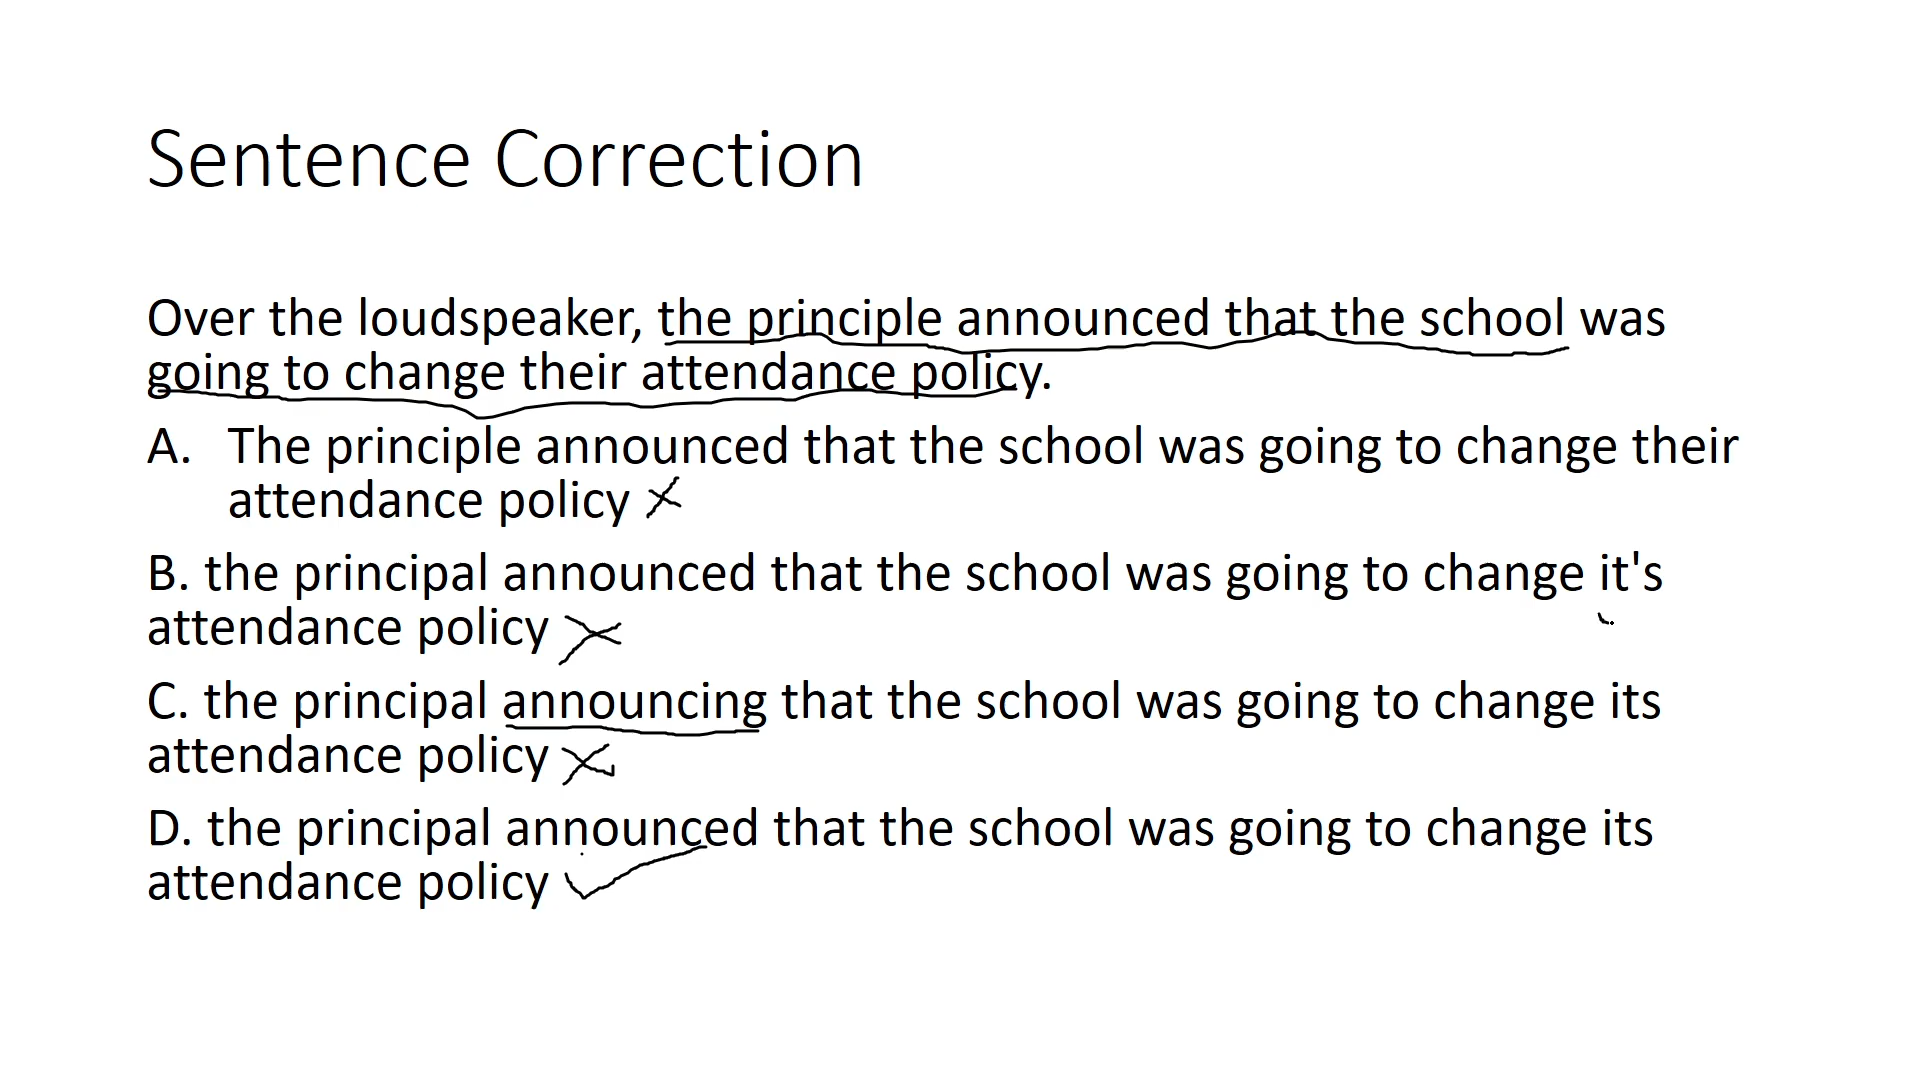 Sentence Correction
Over the loudspeaker, the principle announced that the school was
going to change their attendance policy.
A. The principle announced that the school was going to change their
attendance policy
B. the principal announced that the school was going to change it's
attendance policy
C. the principal announcing that the school was going to change its
attendance policy
D. the principal announced that the school was going to change its
attendance policy